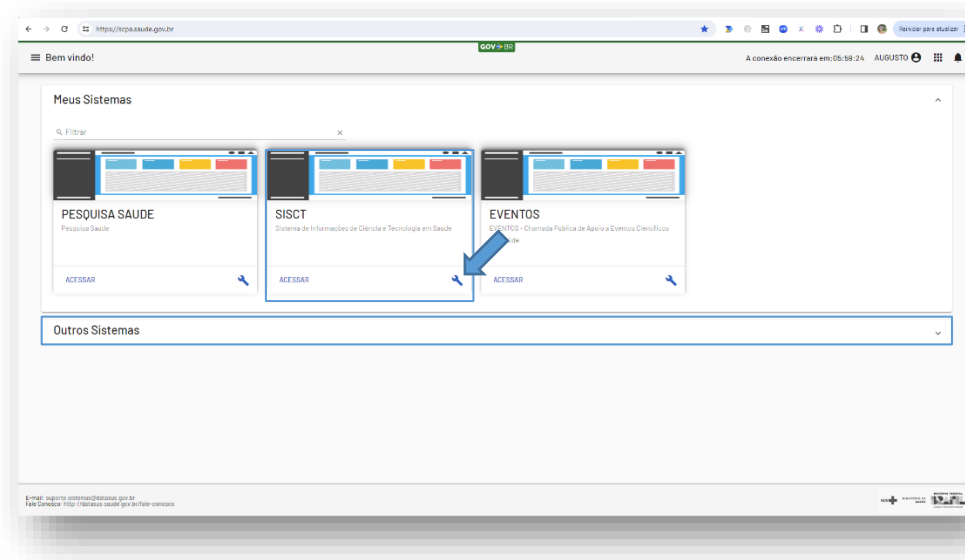 https://scpa.saude.gov.br
Reiniciar para atualizar
GOV BR
Bem vindo!
A conexão encerrará em:05:59:24 AUGUSTO
Meus Sistemas
Filtrar
PESQUISA SAUDE
Pesquisa Saude
ACESSAR
SISCT
Sistema de Informações de Ciência e Tecnologia em Saude
ACESSAR
EVENTOS
EVENTOS - Chamada Pública de Apoio a Eventos Científicos
ACESSAR
Outros Sistemas
E-mail: suporte.sistemas@datasus.gov.br
Fale Conosco: http://datasus.saude.gov.br/fale-conosco